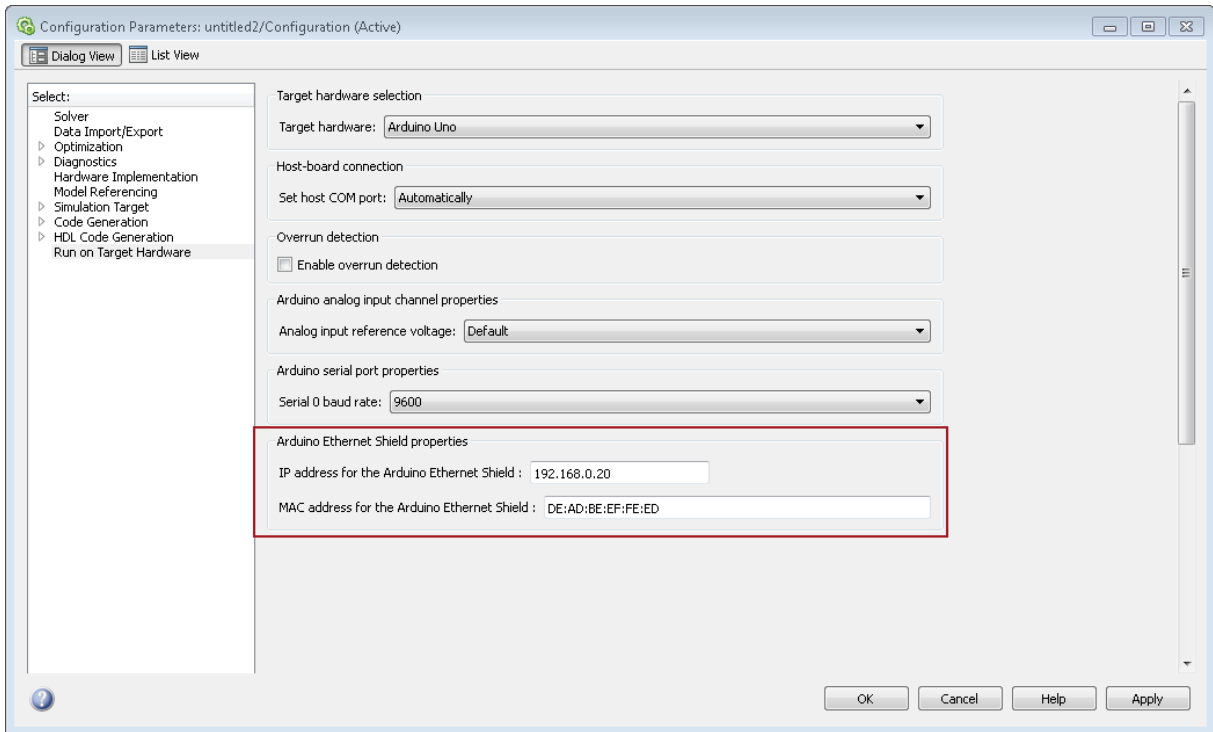 Configuration Parameters: untitled2/Configuration (Active)
Dialog View List View
Select:
Solver
Data Import/Export
Optimization
Diagnostics
Hardware Implementation
Model Referencing
Simulation Target
Code Generation
HDL Code Generation
Run on Target Hardware
Target hardware selection
Target hardware: Arduino Uno
Host-board connection
Set host COM port: Automatically
Overrun detection
Enable overrun detection
Arduino analog input channel properties
Analog input reference voltage: Default
Arduino serial port properties
Serial 0 baud rate: 9600
Arduino Ethernet Shield properties
IP address for the Arduino Ethernet Shield : 192.168.0.20
MAC address for the Arduino Ethernet Shield : DE:AD:BE:EF:FE:ED
OK Cancel Help Apply